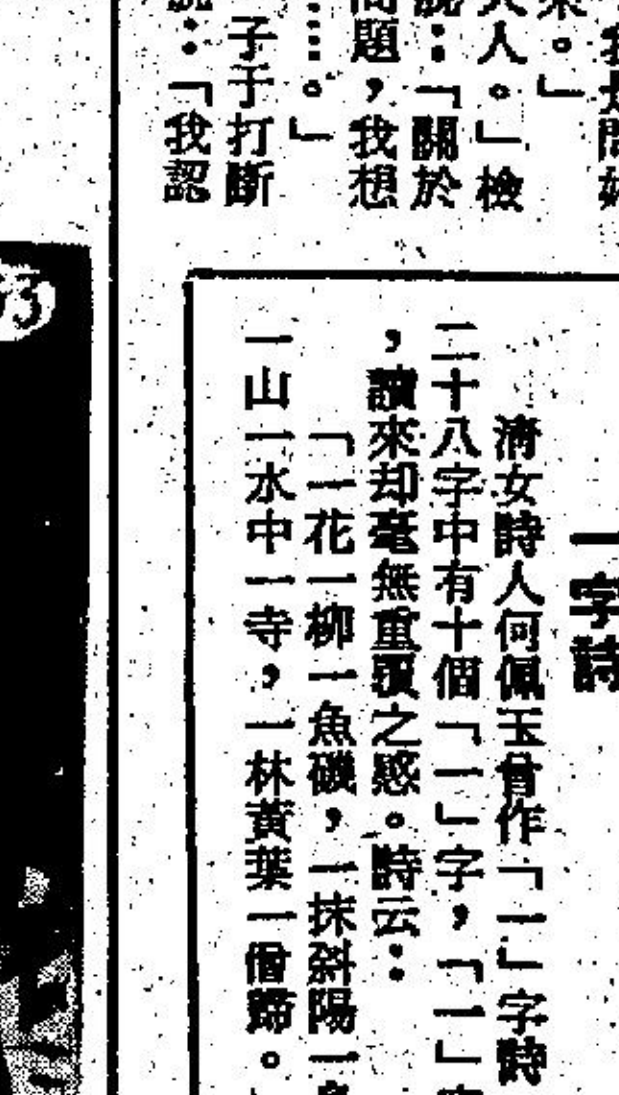 來。」
人。」檢
：「關於
問題，我想
……。」
子于打斷
：「我認
一字詩
清女詩人何佩玉曾作「一」字詩
二十八字中有十個「一」字，「一」
，讀來却毫無重覆之感。詩云：
「一花一柳一魚磯，一抹斜陽一
一山一水中一寺，一林黃葉一僧歸。